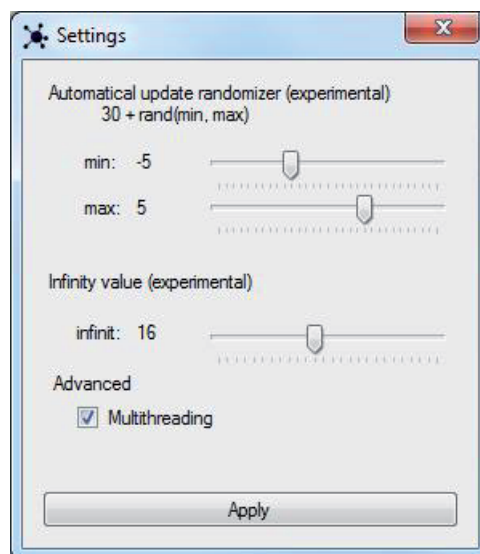 Settings
Automatical update randomizer (experimental)
30 + rand(min, max)
min: -5
max: 5
Infinity value (experimental)
infinit: 16
Advanced
Multithreading
Apply